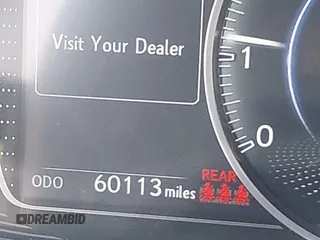 Visit Your Dealer
1
0
REAR
ODO 60113 miles
DREAMBID